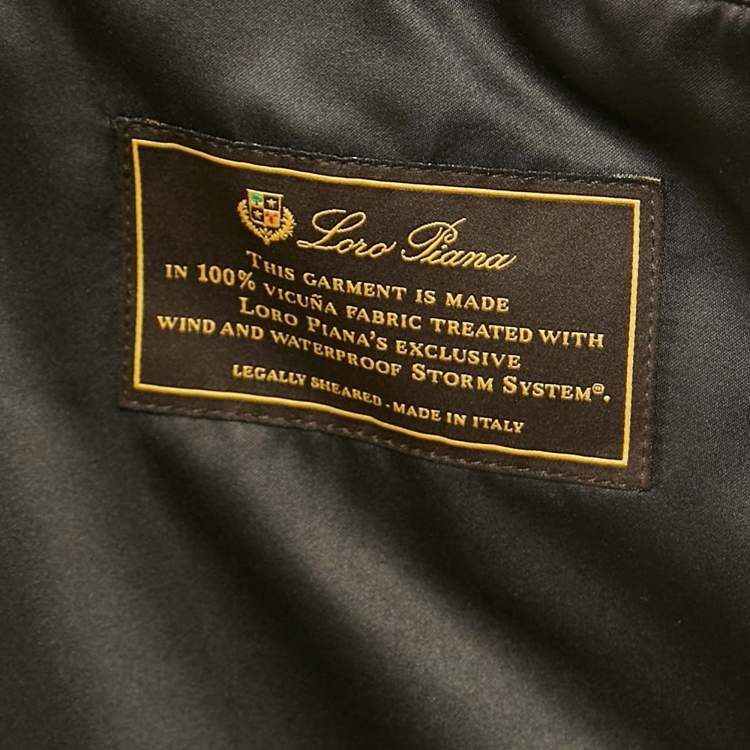 Loro Piana
THIS GARMENT IS MADE
IN 100% VICUÑA FABRIC TREATED WITH
LORO PIANA'S EXCLUSIVE
WIND AND WATERPROOF STORM SYSTEM®.
LEGALLY SHEARED - MADE IN ITALY